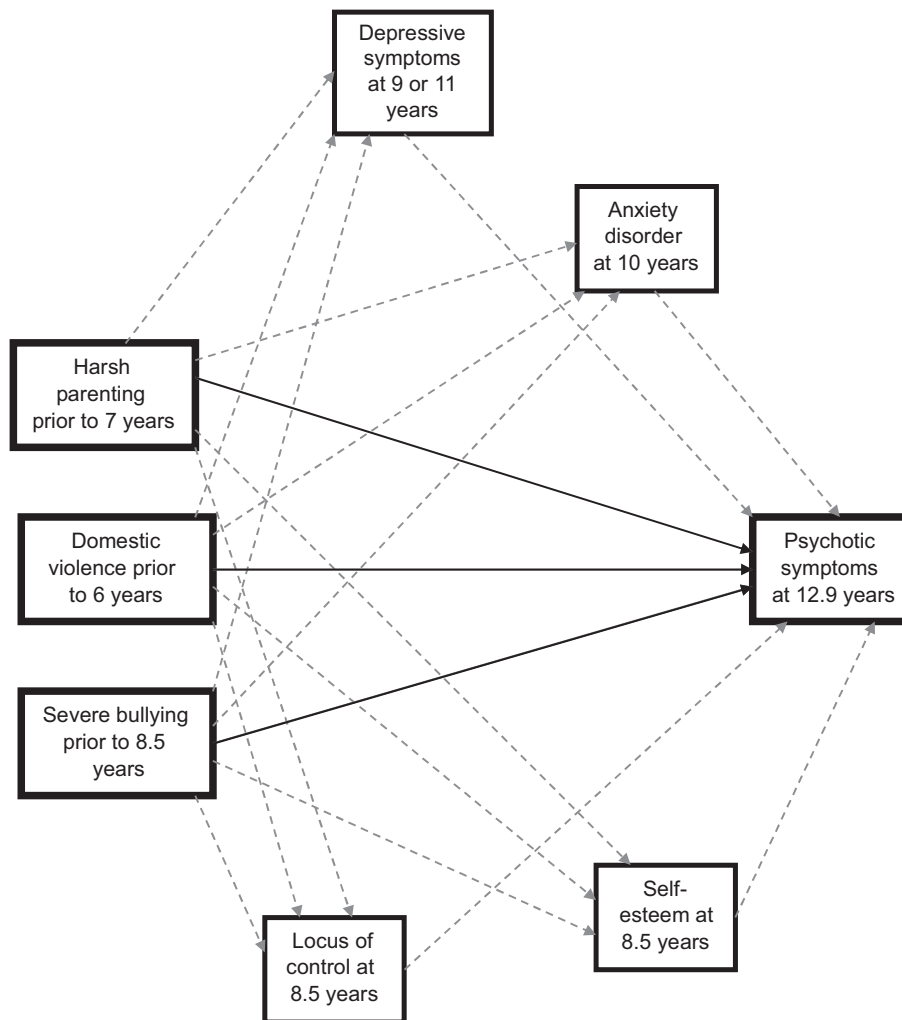 Depressive
symptoms
at 9 or 11
years
Anxiety
disorder
at 10 years
Harsh
parenting
prior to 7 years
Domestic
violence prior
to 6 years
Psychotic
symptoms
at 12.9 years
Severe bullying
prior to 8.5
years
Self-
esteem at
8.5 years
Locus of
control at
8.5 years